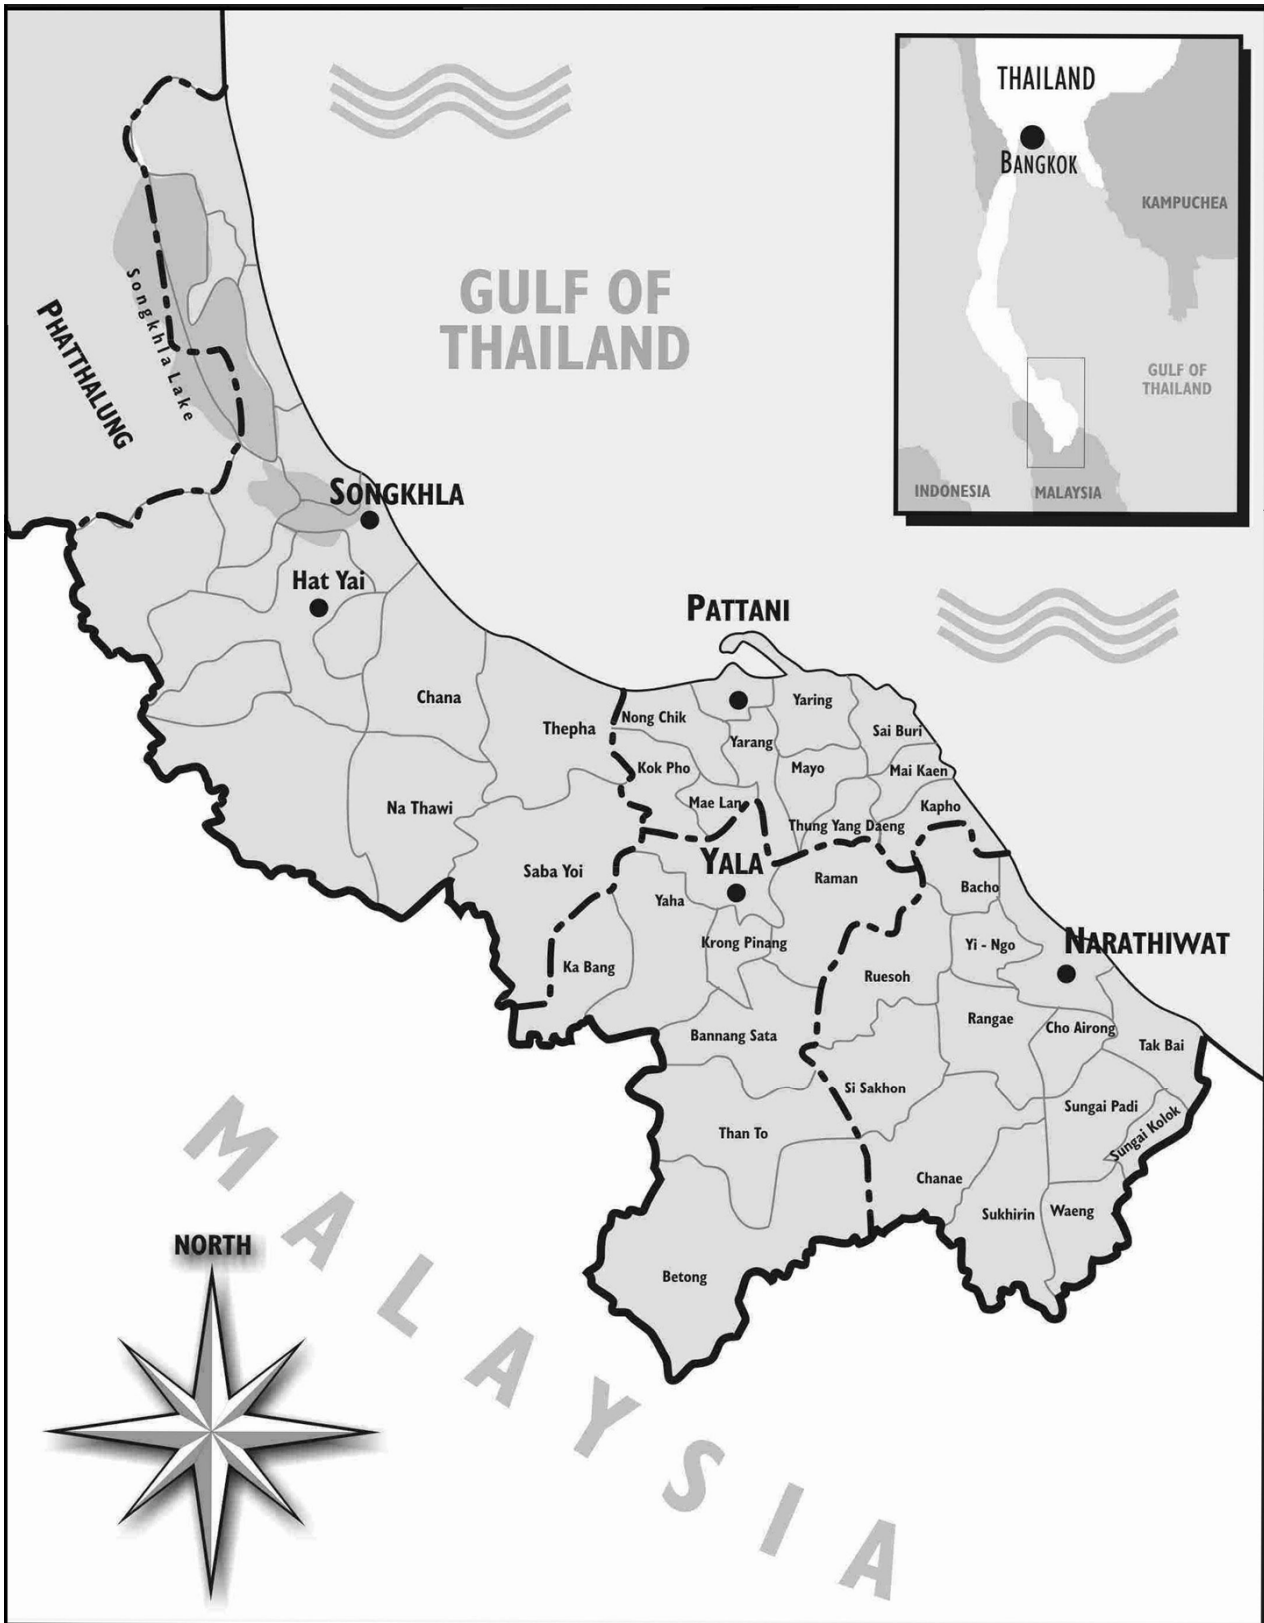 THAILAND
BANGKOK
KAMPUCHEA
GULF OF
THAILAND
INDONESIA
MALAYSIA
GULF OF
THAILAND
PHATTHALUNG
Songkhla Lake
SONGKHLA
Hat Yai
PATTANI
Chana
Thepha
Nong Chik
Yaring
Yarang
Sai Buri
Kok Pho
Mayo
Mai Kaen
Na Thawi
Mae Lan
Kapho
Thung Yang Daeng
Saba Yoi
YALA
Raman
Bacho
Yaha
Krong Pinang
Yi - Ngo
NARATHIWAT
Ka Bang
Ruesoh
Rangae
Cho Airong
Bannang Sata
Tak Bai
Si Sakhon
Sungai Padi
Than To
Sungai Kolok
Chanae
Sukhirin
Waeng
Betong
MALAYSIA
NORTH